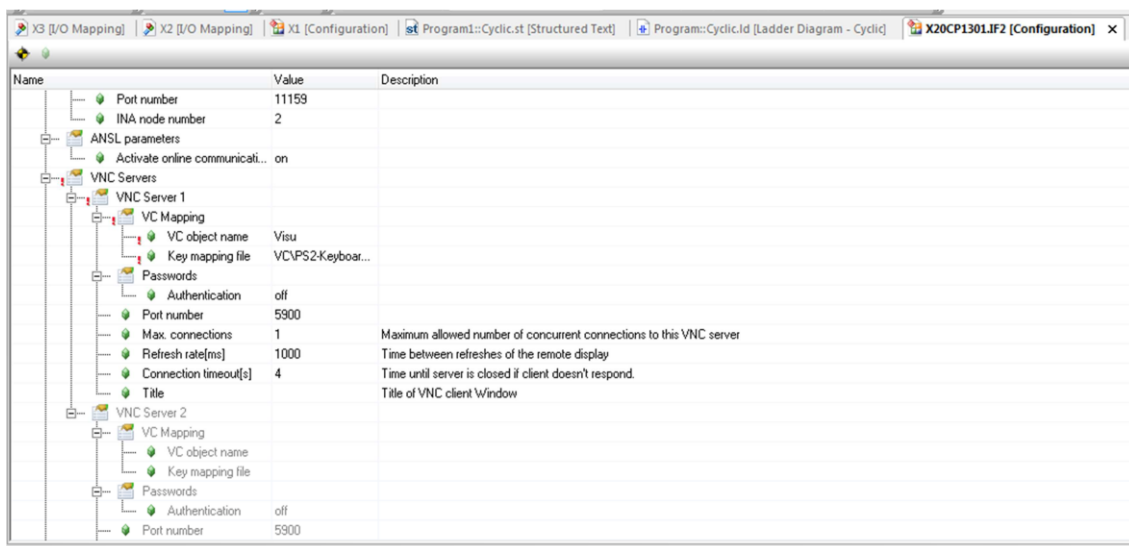 X3 [I/O Mapping] X2 [I/O Mapping] X1 [Configuration] st Program1::Cyclic.st [Structured Text] Program::Cyclic.ld [Ladder Diagram - Cyclic] X20CP1301.IF2 [Configuration] X
Name Value Description
Port number 11159
INA node number 2
ANSL parameters
Activate online communicati... on
VNC Servers
VNC Server 1
VC Mapping
VC object name Visu
Key mapping file VC\PS2-Keyboar...
Passwords
Authentication off
Port number 5900
Max. connections 1 Maximum allowed number of concurrent connections to this VNC server
Refresh rate[ms] 1000 Time between refreshes of the remote display
Connection timeout[s] 4 Time until server is closed if client doesn't respond.
Title Title of VNC client Window
VNC Server 2
VC Mapping
VC object name
Key mapping file
Passwords
Authentication off
Port number 5900